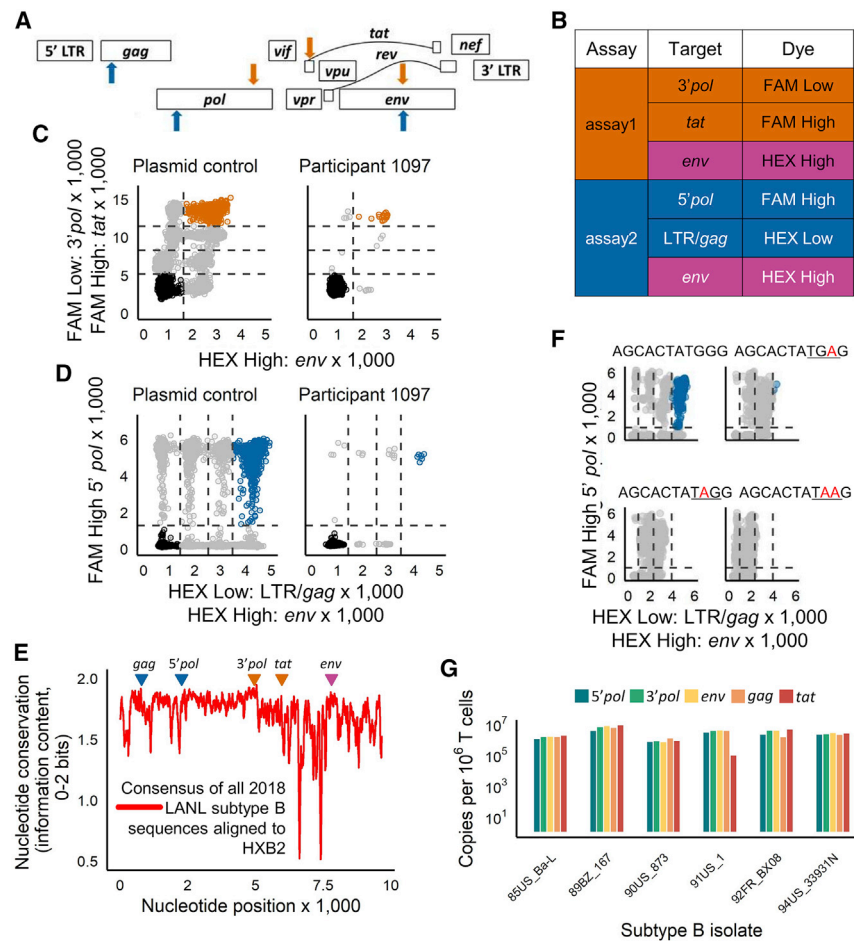 A
5' LTR
gag
vif
tat
rev
nef
vpu
3' LTR
pol
vpr
env
B
Assay Target Dye
assay1
3'pol FAM Low
tat FAM High
env HEX High
assay2
5'pol FAM High
LTR/gag HEX Low
env HEX High
C
Plasmid control Participant 1097
FAM Low: 3'pol x 1,000
FAM High: tat x 1,000
15
10
5
0
0 1 2 3 4 5 0 1 2 3 4 5
HEX High: env x 1,000
D
Plasmid control Participant 1097
FAM High 5' pol x 1,000
6
4
2
0
0 1 2 3 4 5 0 1 2 3 4 5
HEX Low: LTR/gag x 1,000
HEX High: env x 1,000
E
gag 5'pol 3'pol tat env
Nucleotide conservation
(information content,
0-2 bits)
2.0
1.5
1.0
0.5
Consensus of all 2018
LANL subtype B
sequences aligned to
HXB2
0 2.5 5 7.5 10
Nucleotide position x 1,000
F
AGCACTATGGG AGCACTATGAG
6
4
2
0
AGCACTATAGG AGCACTATAAG
6
4
2
0
FAM High 5' pol x 1,000
0 2 4 6 0 2 4 6
HEX Low: LTR/gag x 1,000
HEX High: env x 1,000
G
5'pol 3'pol env gag tat
Copies per 10⁶ T cells
10⁷
10⁵
10³
10¹
85US_Ba-L
89BZ_167
90US_873
91US_1
92FR_BX08
94US_33931N
Subtype B isolate